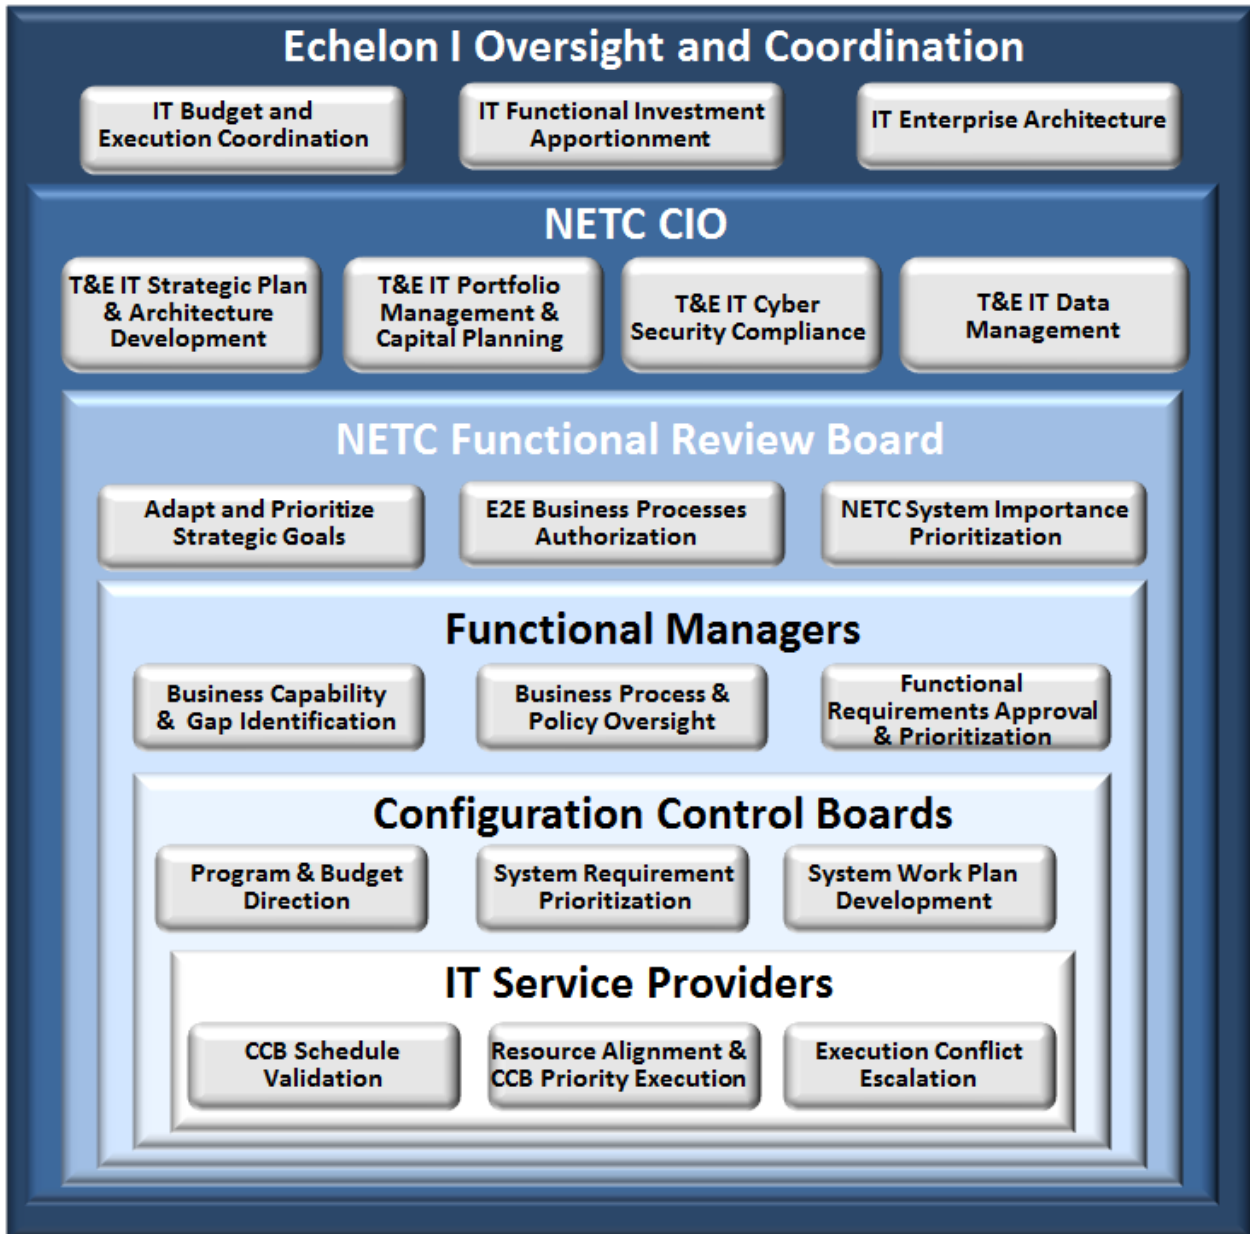 Echelon I Oversight and Coordination
IT Budget and
Execution Coordination
IT Functional Investment
Apportionment
IT Enterprise Architecture
NETC CIO
T&E IT Strategic Plan
& Architecture
Development
T&E IT Portfolio
Management &
Capital Planning
T&E IT Cyber
Security Compliance
T&E IT Data
Management
NETC Functional Review Board
Adapt and Prioritize
Strategic Goals
E2E Business Processes
Authorization
NETC System Importance
Prioritization
Functional Managers
Business Capability
& Gap Identification
Business Process &
Policy Oversight
Functional
Requirements Approval
& Prioritization
Configuration Control Boards
Program & Budget
Direction
System Requirement
Prioritization
System Work Plan
Development
IT Service Providers
CCB Schedule
Validation
Resource Alignment &
CCB Priority Execution
Execution Conflict
Escalation